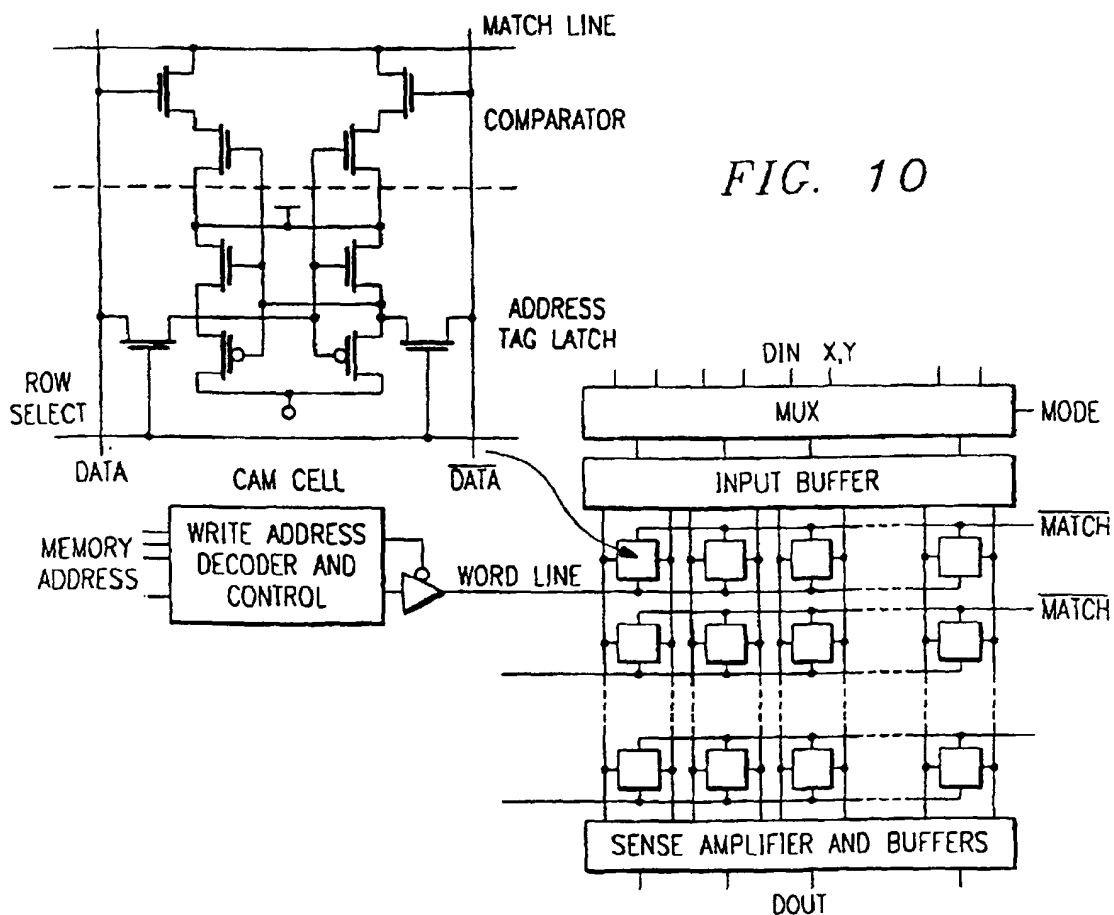 MATCH LINE
COMPARATOR
FIG. 10
ADDRESS
TAG LATCH
ROW
SELECT
DATA
DATA
CAM CELL
DIN X,Y
MUX
MODE
INPUT BUFFER
MEMORY
ADDRESS
WRITE ADDRESS
DECODER AND
CONTROL
WORD LINE
MATCH
MATCH
SENSE AMPLIFIER AND BUFFERS
DOUT